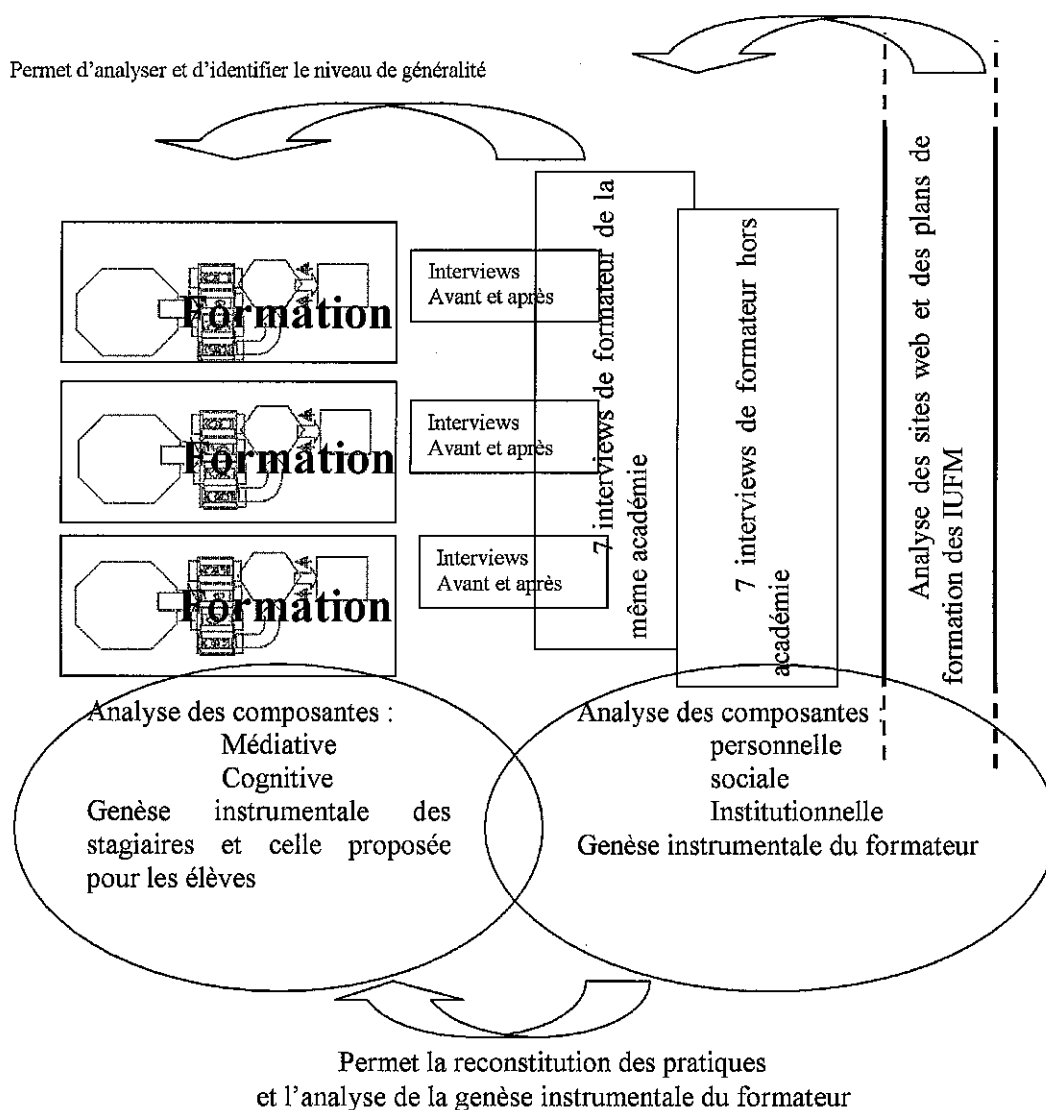 Permet d'analyser et d'identifier le niveau de généralité
Formation
Interviews
Avant et après
Formation
Interviews
Avant et après
Formation
Interviews
Avant et après
7 interviews de formateur de la
même académie
7 interviews de formateur hors
académie
Analyse des sites web et des plans de
formation des IUFM
Analyse des composantes :
Médiative
Cognitive
Genèse instrumentale des
stagiaires et celle proposée
pour les élèves
Analyse des composantes :
personnelle
sociale
Institutionnelle
Genèse instrumentale du formateur
Permet la reconstitution des pratiques
et l'analyse de la genèse instrumentale du formateur